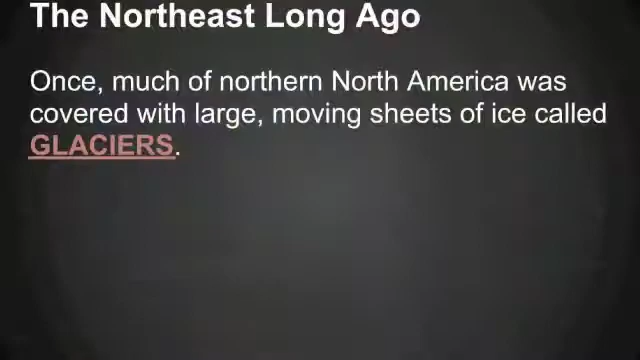 The Northeast Long Ago
Once, much of northern North America was
covered with large, moving sheets of ice called
GLACIERS.